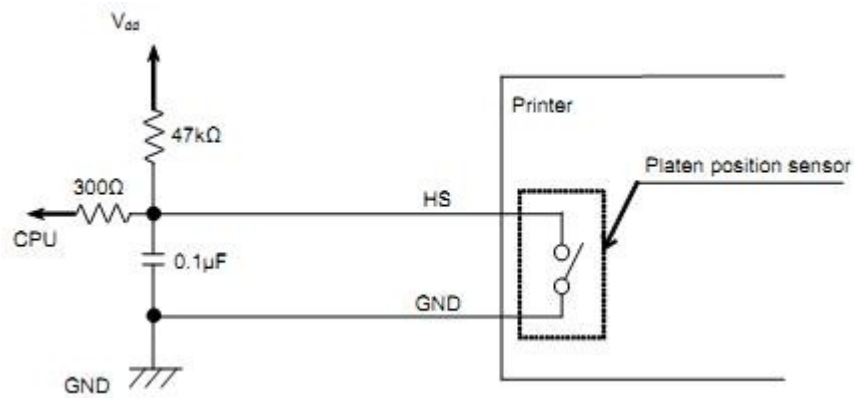 Vdd
Printer
47kΩ
Platen position sensor
300Ω
HS
CPU
0.1µF
GND
GND